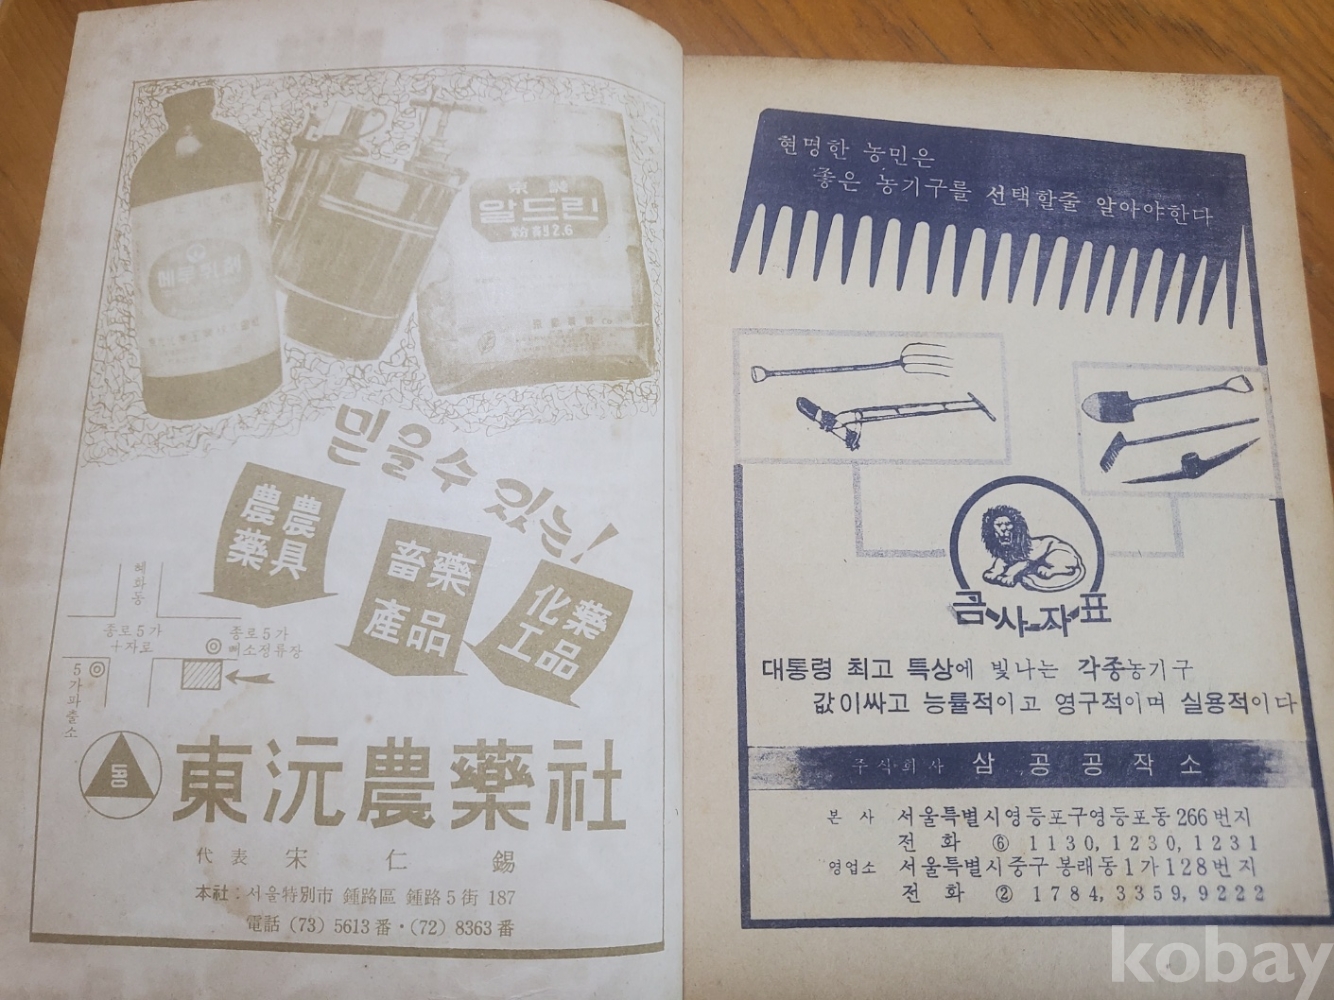 東製
알드린
粉劑2.6
믿을수 있는!
農農
藥具
畜藥
產品
化藥
工品
혜화동
종로5가
十자로
종로5가
뻐소정류장
5가파출소
東沅農藥社
代表 宋仁錫
本社: 서울特別市 鍾路區 鍾路5街 187
電話 (73) 5613番·(72) 8363番
현명한 농민은
좋은 농기구를 선택할줄 알아야한다
금사자표
대통령 최고 특상에 빛나는 각종농기구
값이싸고 능률적이고 영구적이며 실용적이다
주식회사 삼공공작소
본사 서울특별시영등포구영등포동266번지
전화 ⑥ 1130, 1230, 1231
영업소 서울특별시중구봉래동1가128번지
전화 ② 1784, 3359, 9222
kobay